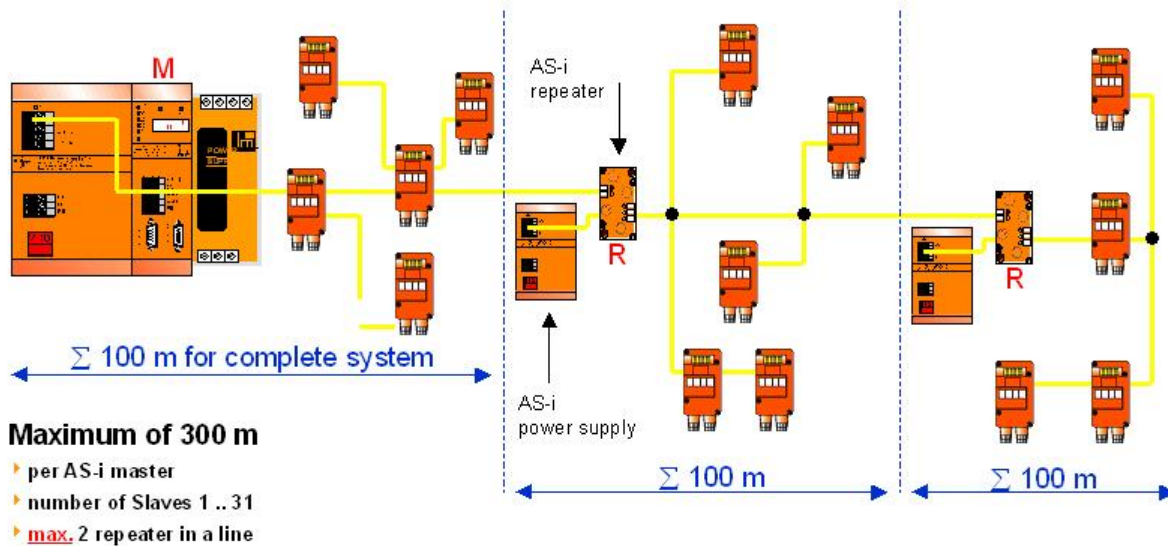 M
AS-i
repeater
POWER
R
R
Σ 100 m for complete system
AS-i
power supply
Σ 100 m
Σ 100 m
Maximum of 300 m
per AS-i master
number of Slaves 1 .. 31
max. 2 repeater in a line